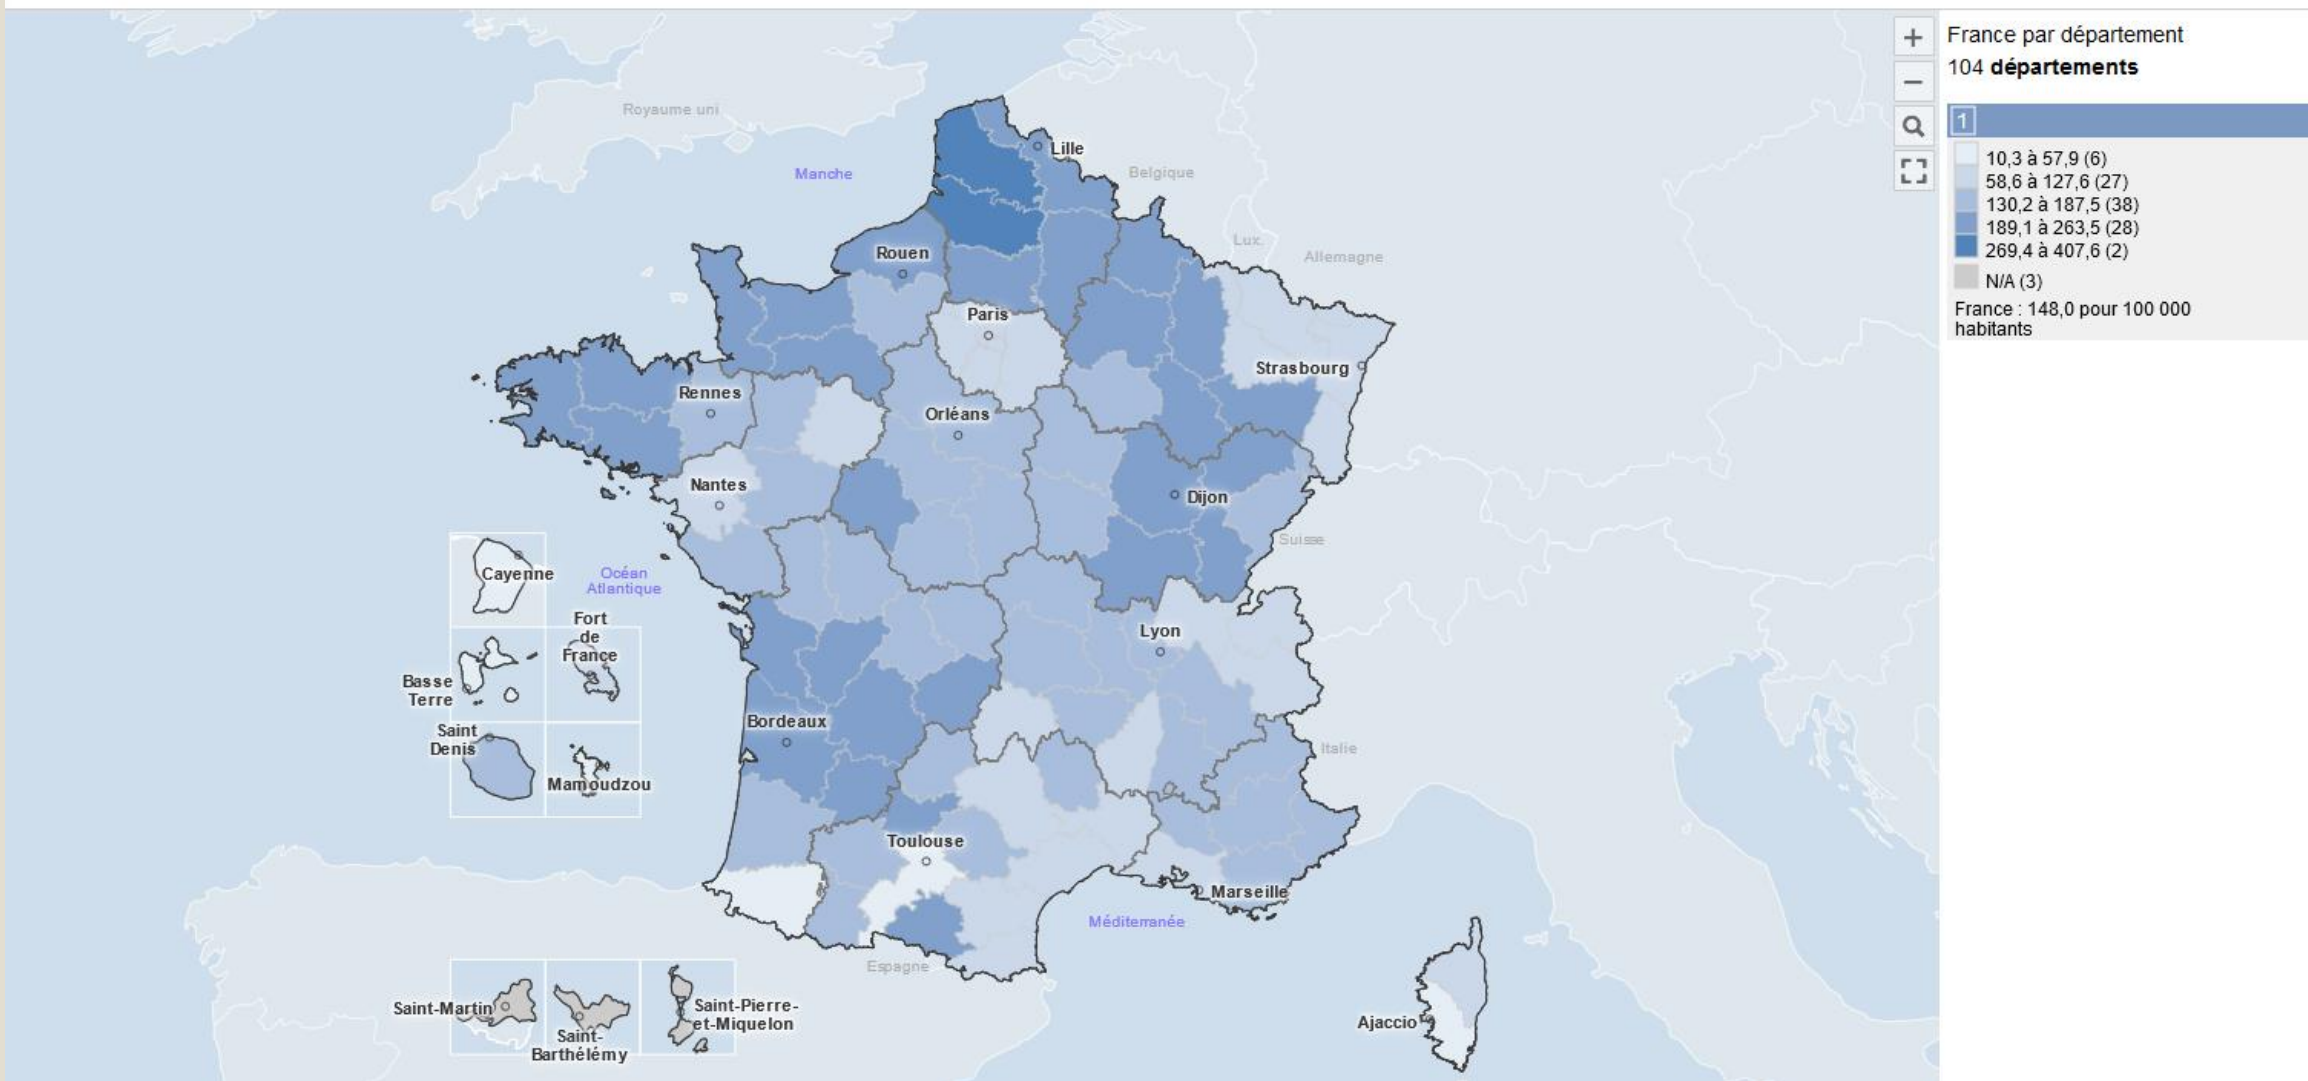 France par département
104 départements
1
10,3 à 57,9 (6)
58,6 à 127,6 (27)
130,2 à 187,5 (38)
189,1 à 263,5 (28)
269,4 à 407,6 (2)
N/A (3)
France : 148,0 pour 100 000
habitants
Royaume uni
Manche
Lille
Belgique
Lux.
Allemagne
Rouen
Paris
Strasbourg
Rennes
Orléans
Nantes
Dijon
Suisse
Cayenne
Océan
Atlantique
Fort
de
France
Lyon
Basse
Terre
Bordeaux
Saint
Denis
Italie
Mamoudzou
Toulouse
Marseille
Méditerranée
Espagne
Saint-Martin
Saint-
Barthélémy
Saint-Pierre-
et-Miquelon
Ajaccio